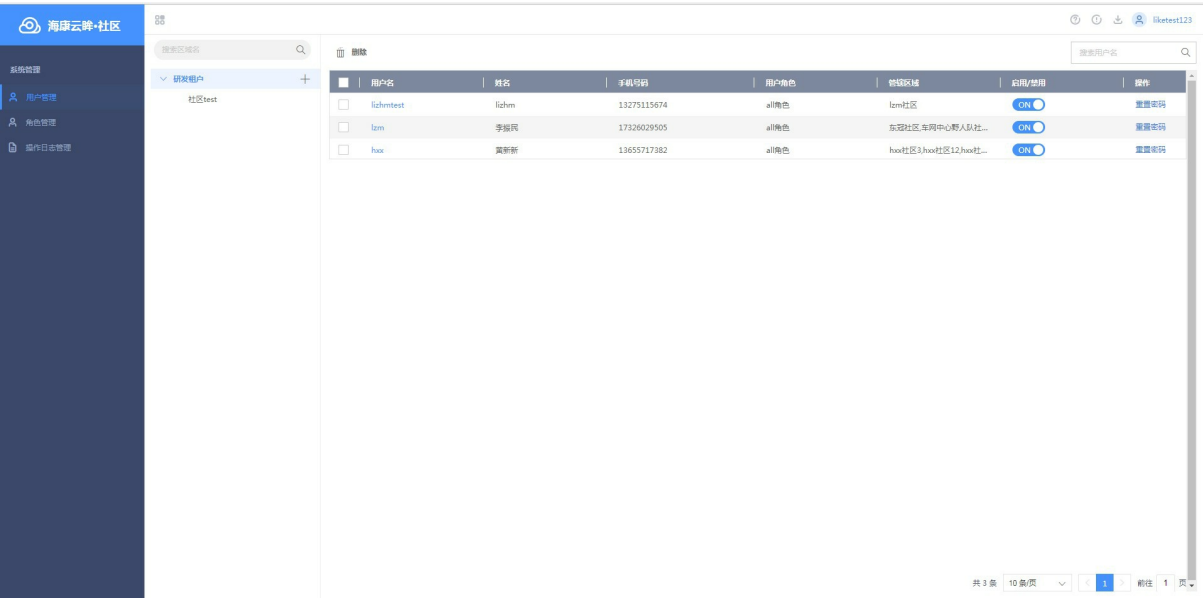 海康云眸·社区
liketest123
搜索区域名
删除
搜索用户名
系统管理
用户管理
角色管理
操作日志管理
研发租户
社区test
用户名 姓名 手机号码 用户角色 管辖区域 启用/禁用 操作
lizhmtest lizhm 13275115674 all角色 lzm社区 ON 重置密码
lzm 李振民 17326029505 all角色 东冠社区,车网中心野人队社... ON 重置密码
hxx 黄新新 13655717382 all角色 hxx社区3,hxx社区12,hxx社... ON 重置密码
共 3 条 10 条/页 1 前往 1 页